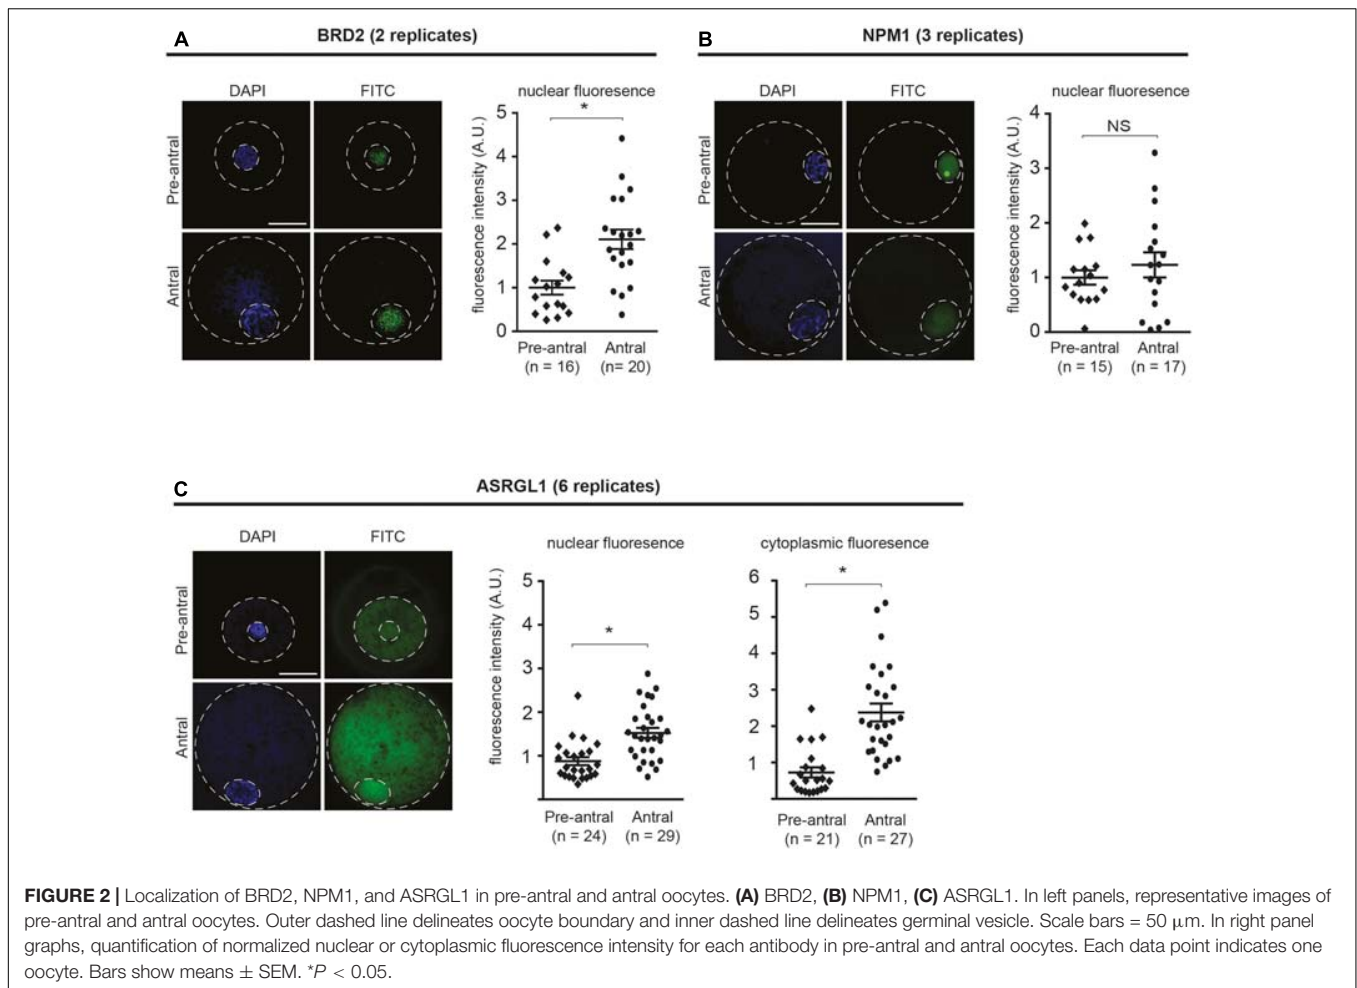 A
BRD2 (2 replicates)
DAPI
FITC
nuclear fluoresence
*
Pre-antral
Antral
fluorescence intensity (A.U.)
5
4
3
2
1
0
Pre-antral
(n = 16)
Antral
(n= 20)
B
NPM1 (3 replicates)
DAPI
FITC
nuclear fluoresence
NS
Pre-antral
Antral
fluorescence intensity (A.U.)
4
3
2
1
0
Pre-antral
(n = 15)
Antral
(n = 17)
C
ASRGL1 (6 replicates)
DAPI
FITC
Pre-antral
Antral
nuclear fluoresence
*
fluorescence intensity (A.U.)
5
4
3
2
1
Pre-antral
(n = 24)
Antral
(n = 29)
cytoplasmic fluoresence
*
6
5
4
3
2
1
Pre-antral
(n = 21)
Antral
(n = 27)
FIGURE 2 | Localization of BRD2, NPM1, and ASRGL1 in pre-antral and antral oocytes. (A) BRD2, (B) NPM1, (C) ASRGL1. In left panels, representative images of
pre-antral and antral oocytes. Outer dashed line delineates oocyte boundary and inner dashed line delineates germinal vesicle. Scale bars = 50 μm. In right panel
graphs, quantification of normalized nuclear or cytoplasmic fluorescence intensity for each antibody in pre-antral and antral oocytes. Each data point indicates one
oocyte. Bars show means ± SEM. *P < 0.05.